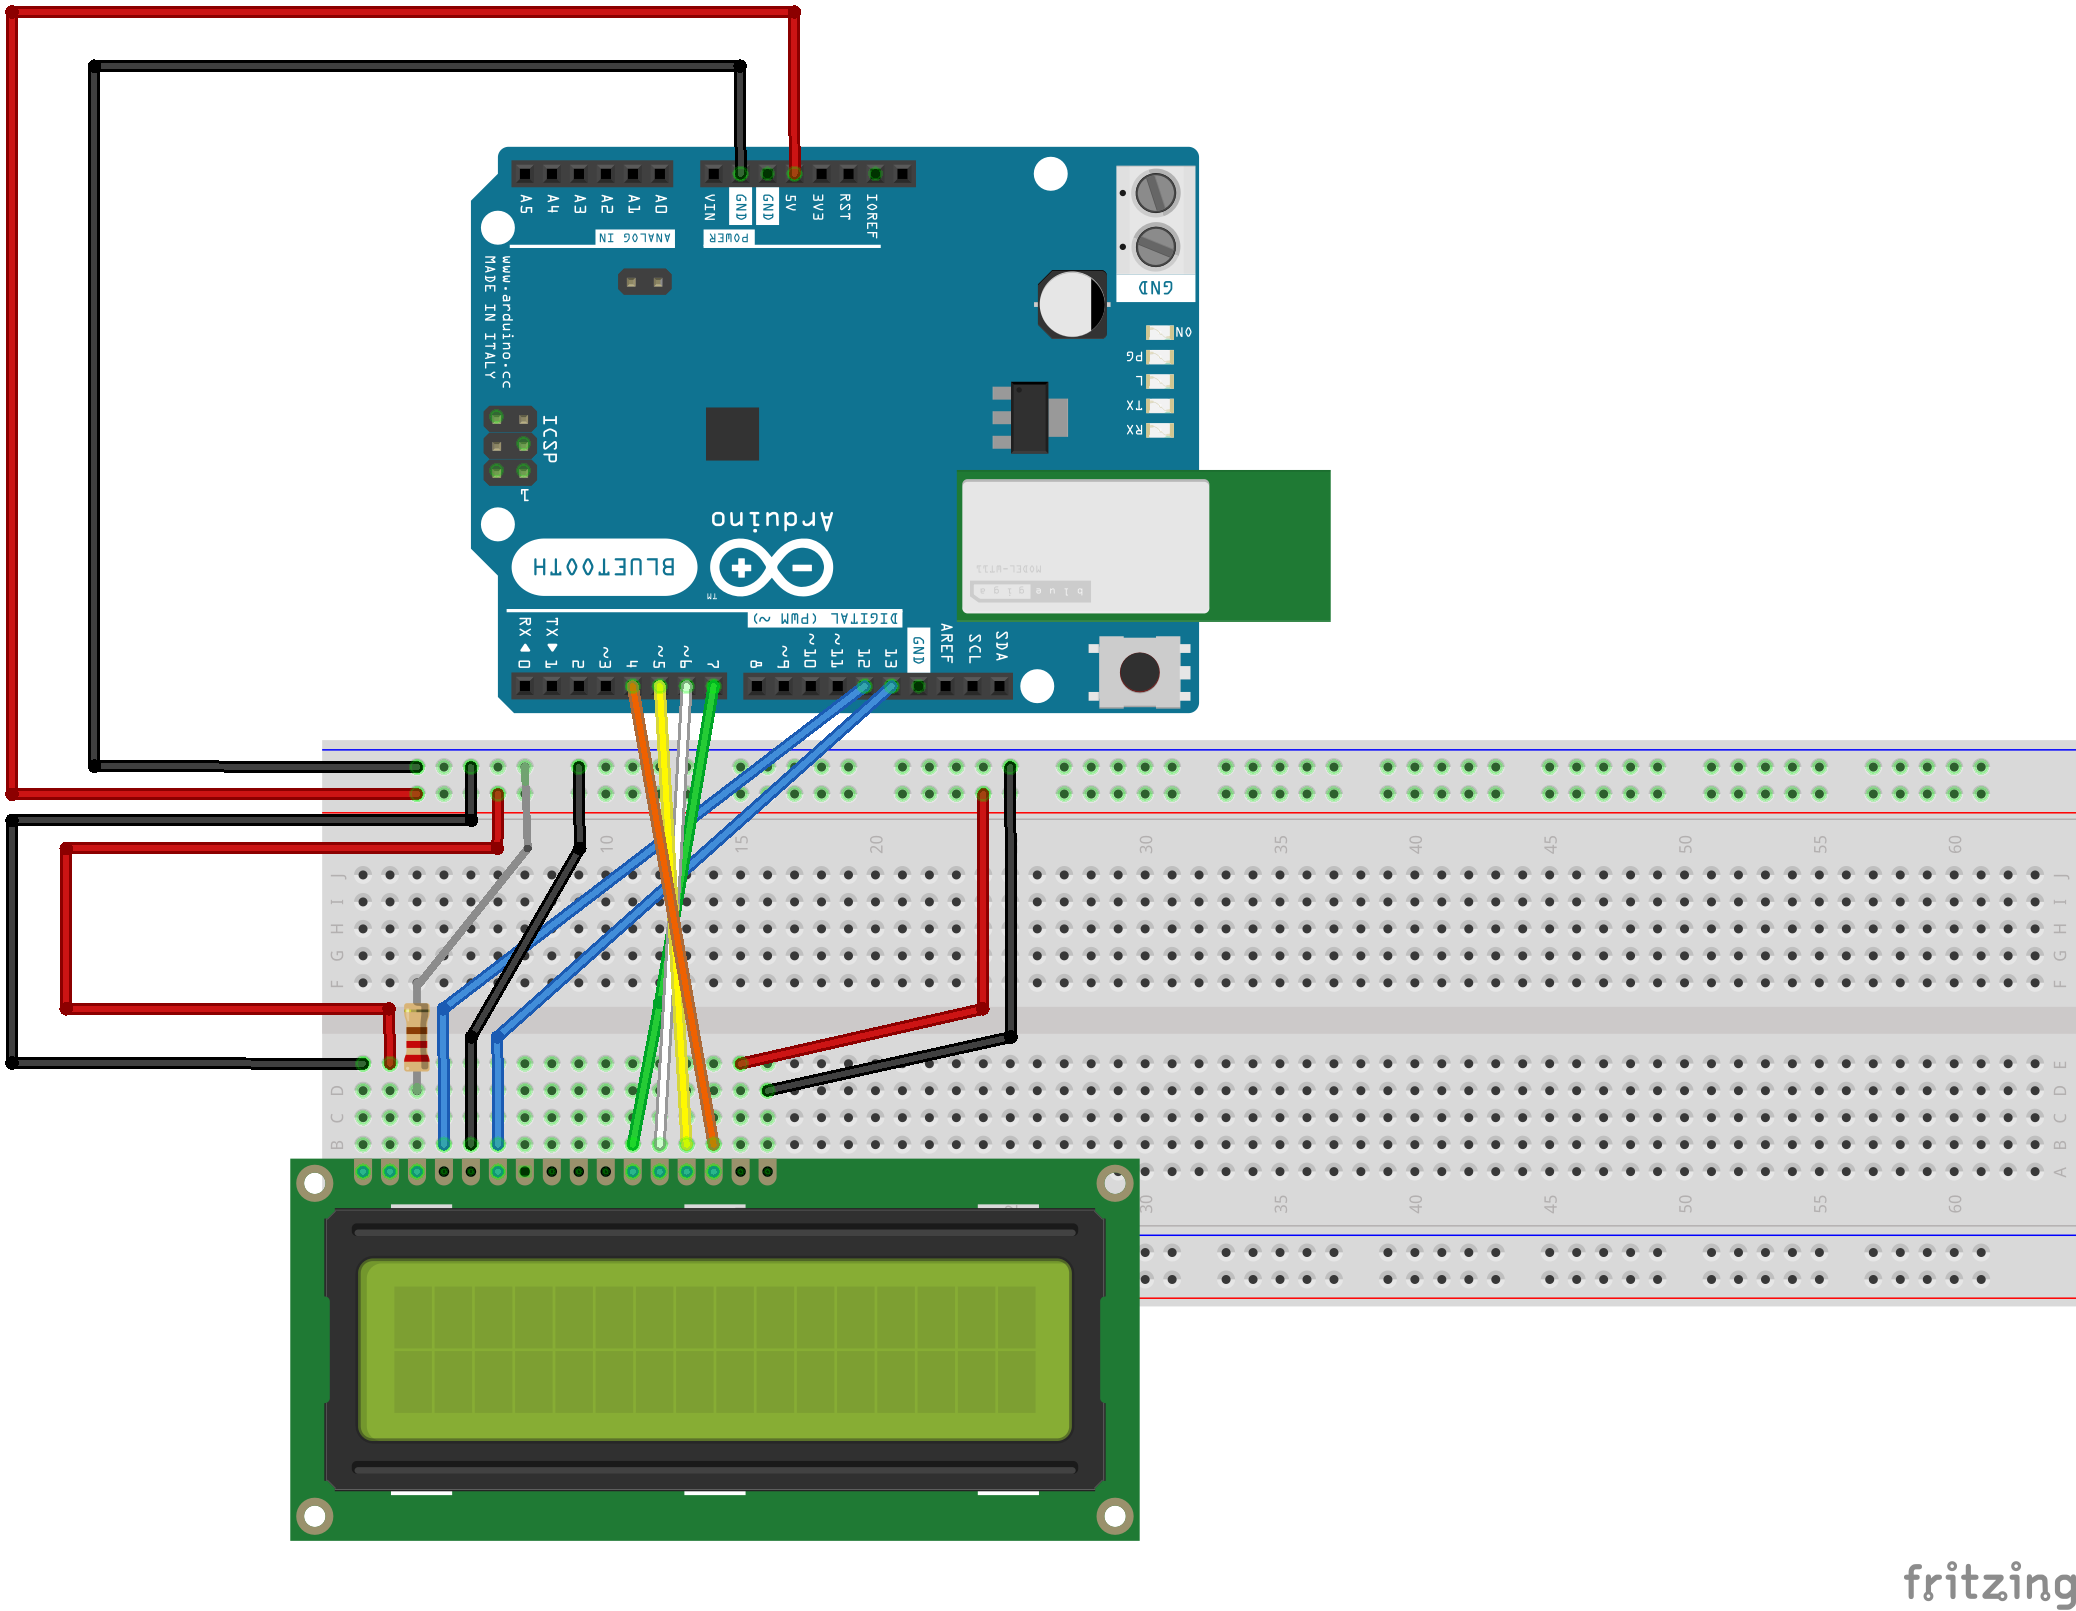 A5 A4 A3 A2 A1 A0
VIN GND GND 5V 3V3 RST IOREF
ANALOG IN
POWER
www.arduino.cc
MADE IN ITALY
GND
ON
PG
L
TX
RX
ICSP
1
Arduino
BLUETOOTH
TM
MODEL-WT11
bluegiga
DIGITAL (PWM ~)
RX ▶ 0
TX ▶ 1
2 ~3 4 ~5 ~6 7
8 ~9 ~10 ~11 12 13 GND AREF SCL SDA
10 15 20 30 35 40 45 50 55 60
J J
I I
H H
G G
F F
E
D D
C C
B B
A
30 35 40 45 50 55 60
fritzing